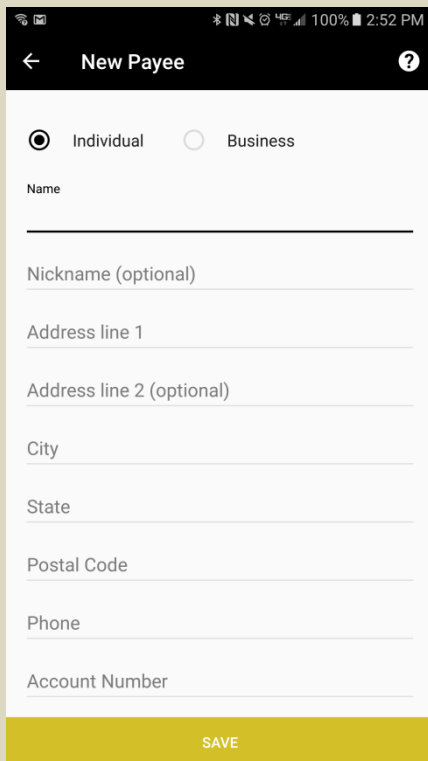 4G 100% 2:52 PM
New Payee ?
Individual Business
Name
Nickname (optional)
Address line 1
Address line 2 (optional)
City
State
Postal Code
Phone
Account Number
SAVE